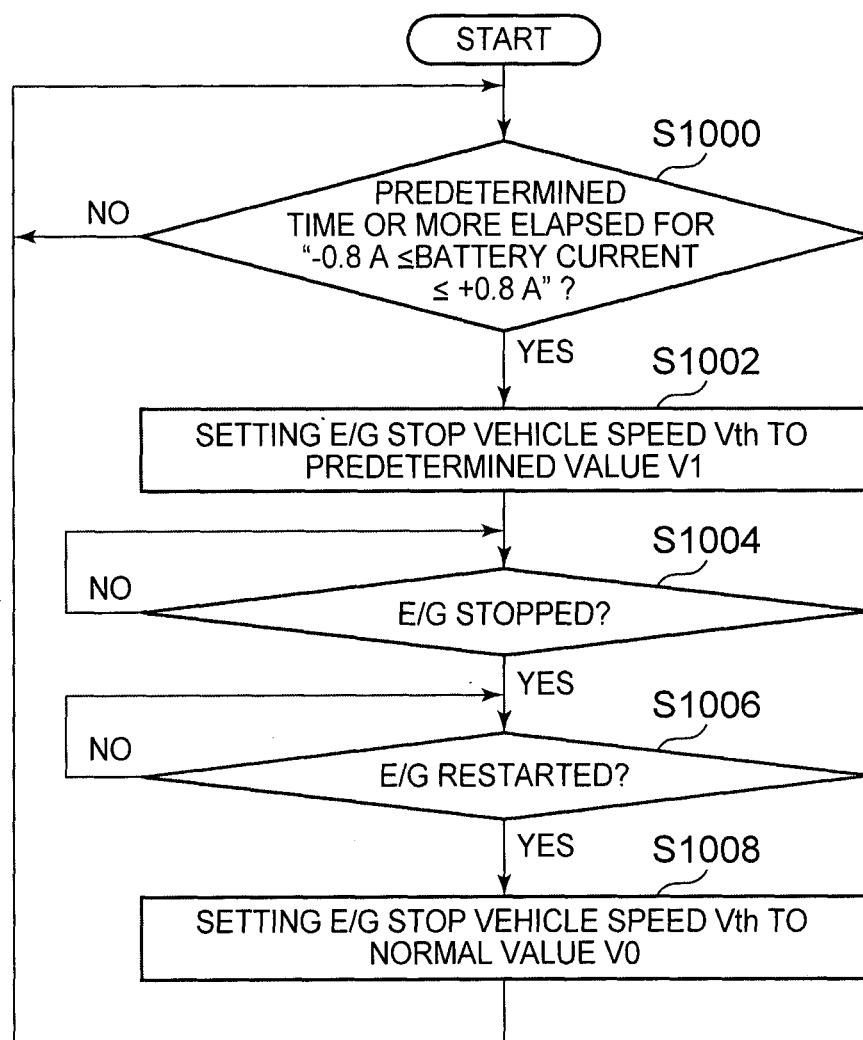 START
S1000
PREDETERMINED
TIME OR MORE ELAPSED FOR
“-0.8 A ≤BATTERY CURRENT
≤ +0.8 A” ?
NO
YES
S1002
SETTING E/G STOP VEHICLE SPEED Vth TO
PREDETERMINED VALUE V1
S1004
NO
E/G STOPPED?
YES
S1006
NO
E/G RESTARTED?
YES
S1008
SETTING E/G STOP VEHICLE SPEED Vth TO
NORMAL VALUE V0